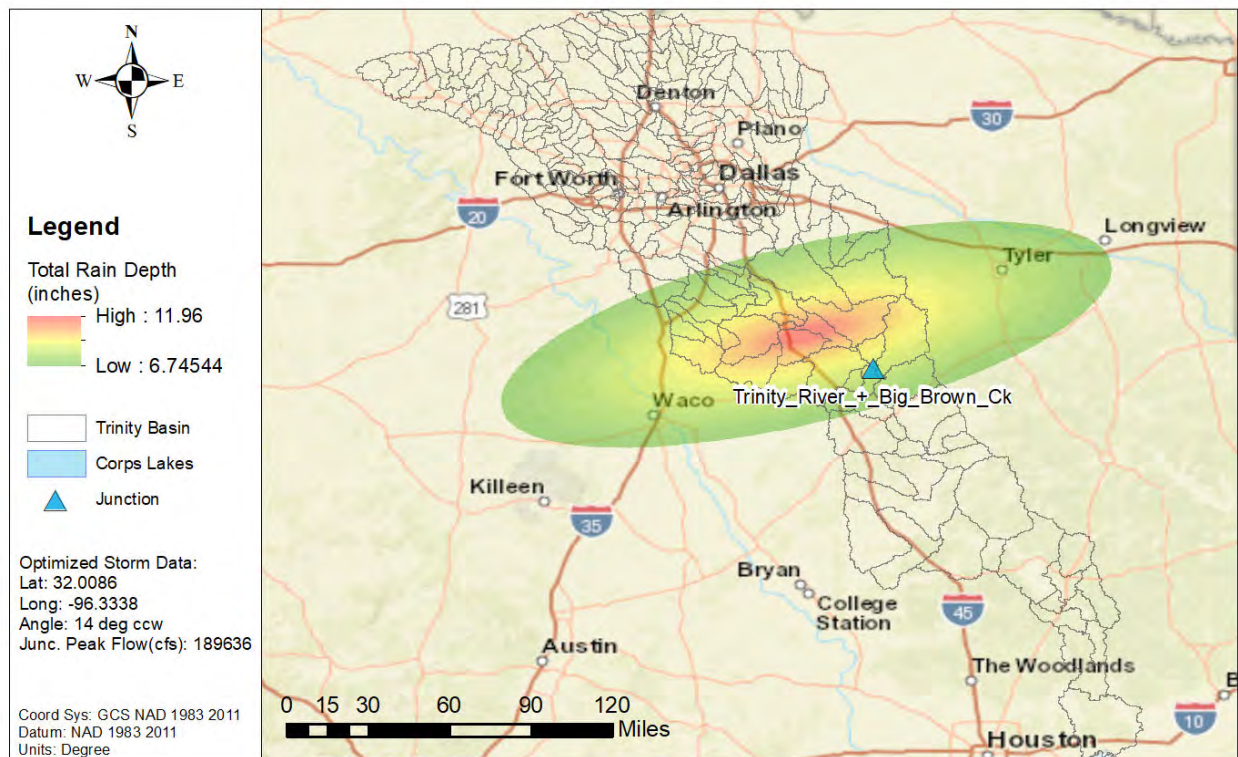 N
W E
S
Legend
Total Rain Depth
(inches)
High : 11.96
Low : 6.74544
Trinity Basin
Corps Lakes
Junction
Optimized Storm Data:
Lat: 32.0086
Long: -96.3338
Angle: 14 deg ccw
Junc. Peak Flow(cfs): 189636
Coord Sys: GCS NAD 1983 2011
Datum: NAD 1983 2011
Units: Degree
Denton
30
Plano
Dallas
Fort Worth
Arlington
20
Longview
Tyler
281
Trinity_River_+_Big_Brown_Ck
Waco
Killeen
35
Bryan
College
Station
45
Austin
The Woodlands
B
10
Houston
0 15 30 60 90 120
Miles